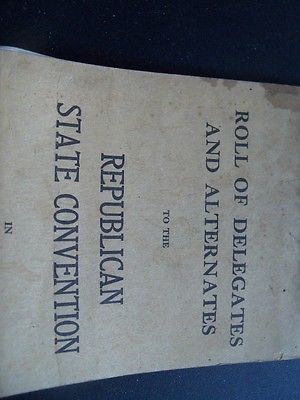 ROLL OF DELEGATES
AND ALTERNATES
TO THE
REPUBLICAN
STATE CONVENTION
IN